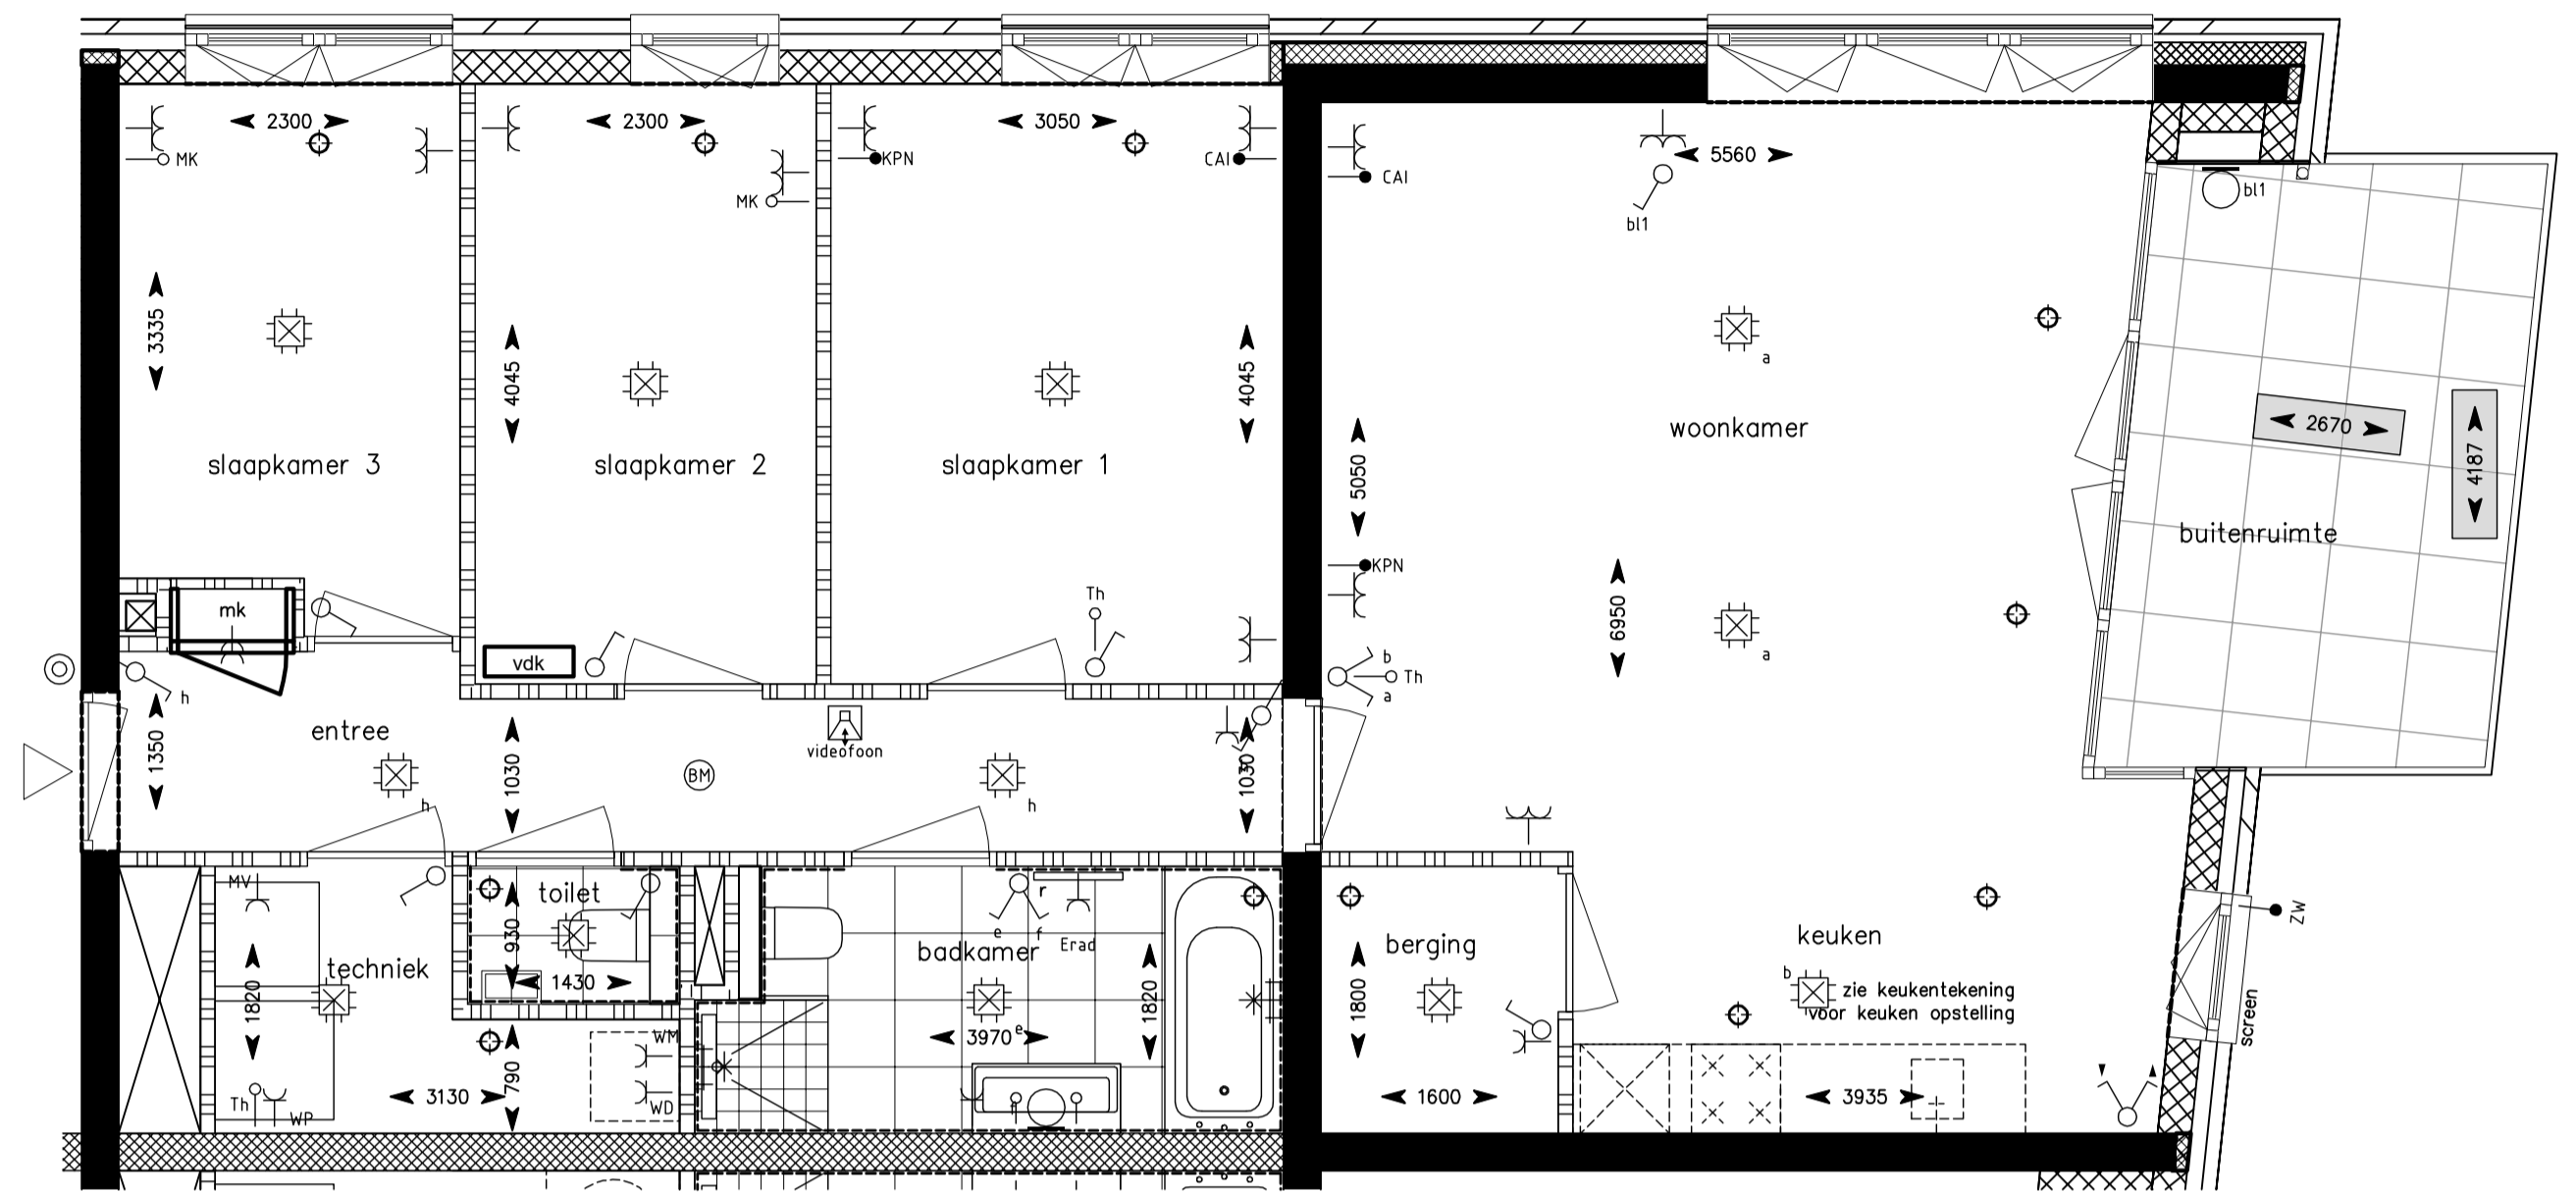 2300
2300
3050
5560
MK
KPN
CAI
CAI
MK
bl1
bl1
3335
4045
4045
5050
6950
2670
4187
slaapkamer 3
slaapkamer 2
slaapkamer 1
woonkamer
buitenruimte
KPN
mk
vdk
Th
b
Th
a
a
a
h
entree
1350
1030
BM
videofoon
1030
h
h
MV
toilet
930
1430
techniek
1820
r
e
f
Erad
badkamer
1820
3970
e
f
WM
WD
790
3130
Th
WP
berging
1800
1600
keuken
b
zie keukentekening
voor keuken opstelling
3935
ZW
screen